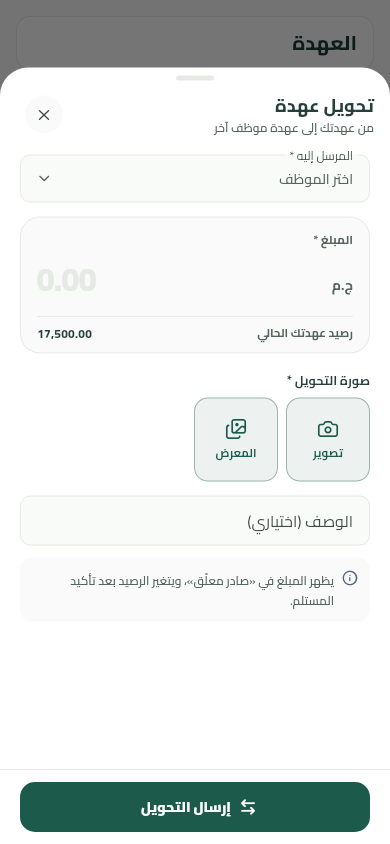 العهدة
تحويل عهدة
من عهدتك إلى عهدة موظف آخر
المرسل إليه *
اختر الموظف
المبلغ *
ج.م
0.00
رصيد عهدتك الحالي
17,500.00
صورة التحويل *
تصوير
المعرض
الوصف (اختياري)
يظهر المبلغ في «صادر معلّق»، ويتغير الرصيد بعد تأكيد
المستلم.
إرسال التحويل